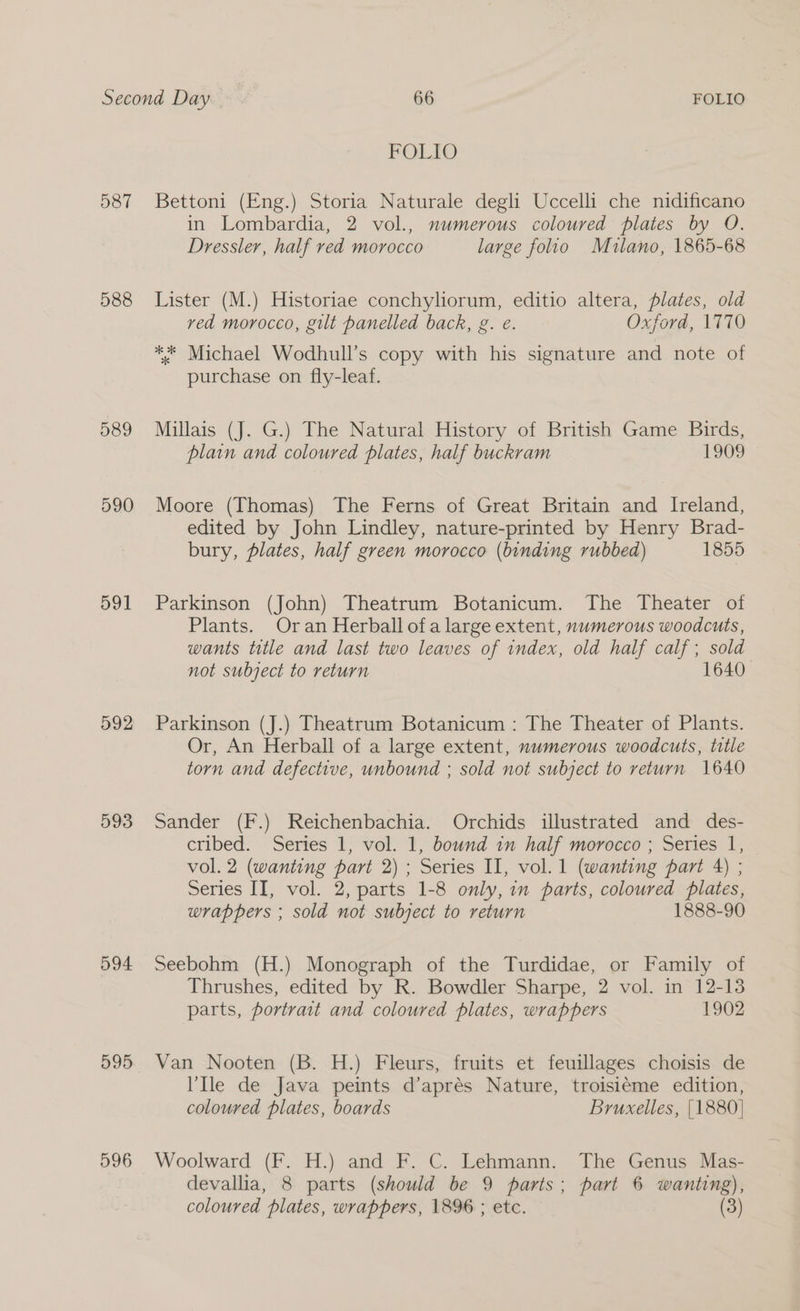 Second Day 66 FOLIO
FOLIO
587 Bettoni (Eng.) Storia Naturale degli Uccelli che nidificano
in Lombardia, 2 vol., numerous coloured plates by O.
Dressler, half red morocco large folio Milano, 1865-68
588 Lister (M.) Historiae conchyliorum, editio altera, plates, old
red morocco, gilt panelled back, g. e. Oxford, 1770
*** Michael Wodhull's copy with his signature and note of
purchase on fly-leaf.
589 Millais (J. G.) The Natural History of British Game Birds,
plain and coloured plates, half buckram 1909
590 Moore (Thomas) The Ferns of Great Britain and Ireland,
edited by John Lindley, nature-printed by Henry Brad-
bury, plates, half green morocco (binding rubbed) 1855
591 Parkinson (John) Theatrum Botanicum. The Theater of
Plants. Or an Herball of a large extent, numerous woodcuts,
wants title and last two leaves of index, old half calf; sold
not subject to return 1640
592 Parkinson (J.) Theatrum Botanicum : The Theater of Plants.
Or, An Herball of a large extent, numerous woodcuts, title
torn and defective, unbound ; sold not subject to return 1640
593 Sander (F.) Reichenbachia. Orchids illustrated and des-
cribed. Series 1, vol. 1, bound in half morocco ; Series 1,
vol. 2 (wanting part 2) ; Series II, vol. 1 (wanting part 4) ;
Series II, vol. 2, parts 1-8 only, in parts, coloured plates,
wrappers ; sold not subject to return 1888-90
594 Seebohm (H.) Monograph of the Turdidae, or Family of
Thrushes, edited by R. Bowdler Sharpe, 2 vol. in 12-13
parts, portrait and coloured plates, wrappers 1902
595 Van Nooten (B. H.) Fleurs, fruits et feuillages choisis de
l'Ile de Java peints d'après Nature, troisième edition,
coloured plates, boards Bruxelles, [1880]
596 Woolward (F. H.) and F. C. Lehmann. The Genus Mas-
devallia, 8 parts (should be 9 parts; part 6 wanting),
coloured plates, wrappers, 1896 ; etc. (3)